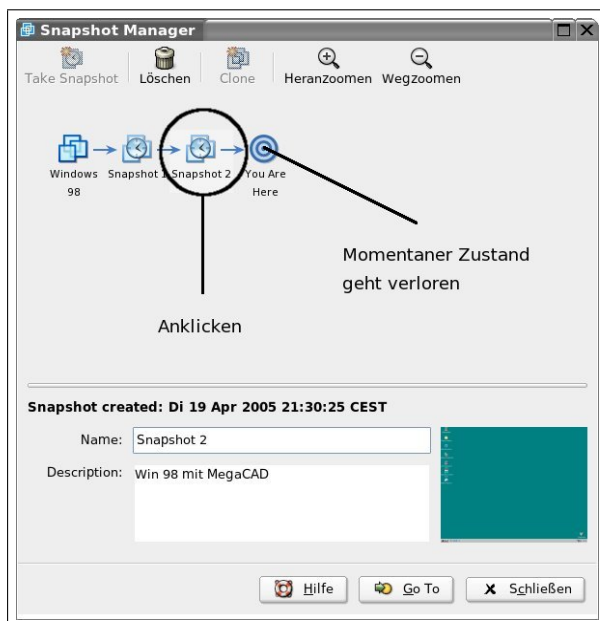 Snapshot Manager
Take Snapshot Löschen Clone Heranzoomen Wegzoomen
Windows 98
Snapshot 1
Snapshot 2
You Are Here
Momentaner Zustand
geht verloren
Anklicken
Snapshot created: Di 19 Apr 2005 21:30:25 CEST
Name: Snapshot 2
Description: Win 98 mit MegaCAD
Hilfe Go To Schließen